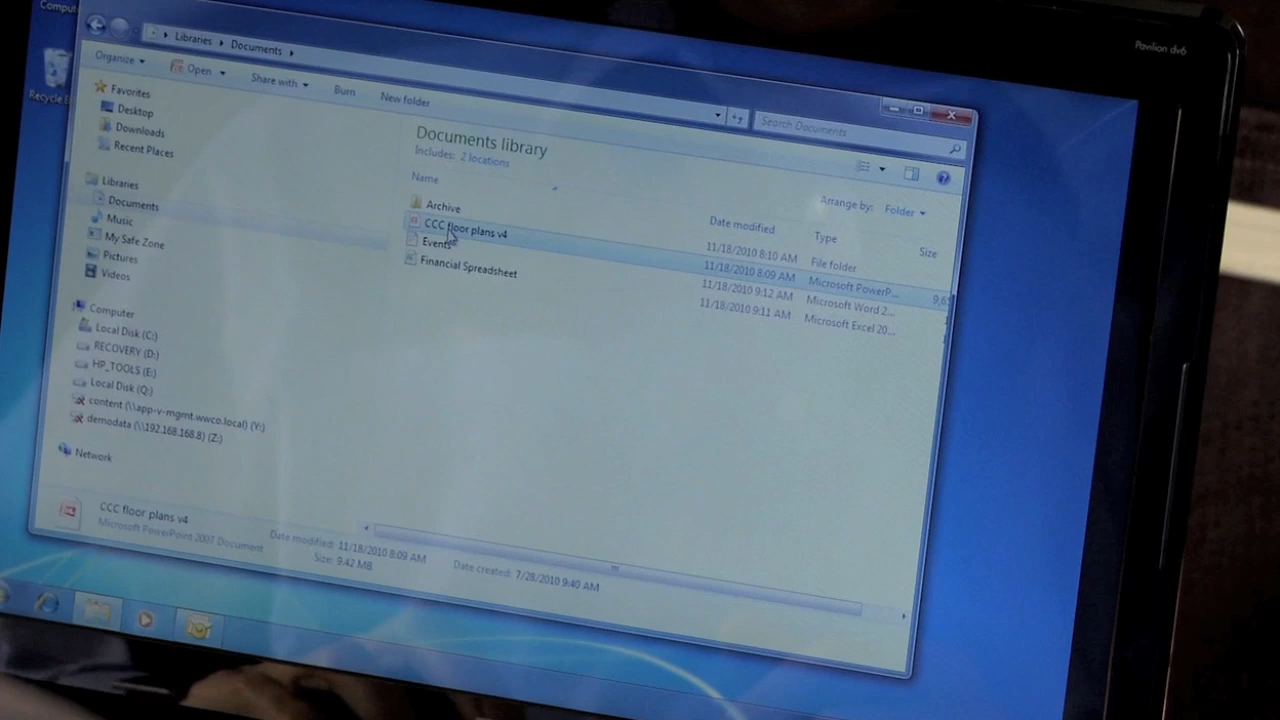 Comput
Pavilion dv6
Recycle
Libraries Documents
Search Documents
Organize Open Share with Burn New folder
Favorites
Desktop
Downloads
Recent Places
Libraries
Documents
Music
My Safe Zone
Pictures
Videos
Computer
Local Disk (C:)
RECOVERY (D:)
HP_TOOLS (E:)
Local Disk (Q:)
content (\\app-v-mgmt.wwco.local) (Y:)
demodata (\\192.168.168.8) (Z:)
Network
Documents library
Includes: 2 locations
Arrange by: Folder
Name Date modified Type Size
Archive 11/18/2010 8:10 AM File folder
CCC floor plans v4 11/18/2010 8:09 AM Microsoft PowerP...
Events 11/18/2010 9:12 AM Microsoft Word 2...
Financial Spreadsheet 11/18/2010 9:11 AM Microsoft Excel 20...
CCC floor plans v4 Date modified: 11/18/2010 8:09 AM Date created: 7/28/2010 9:40 AM
Microsoft PowerPoint 2007 Document Size: 9.42 MB